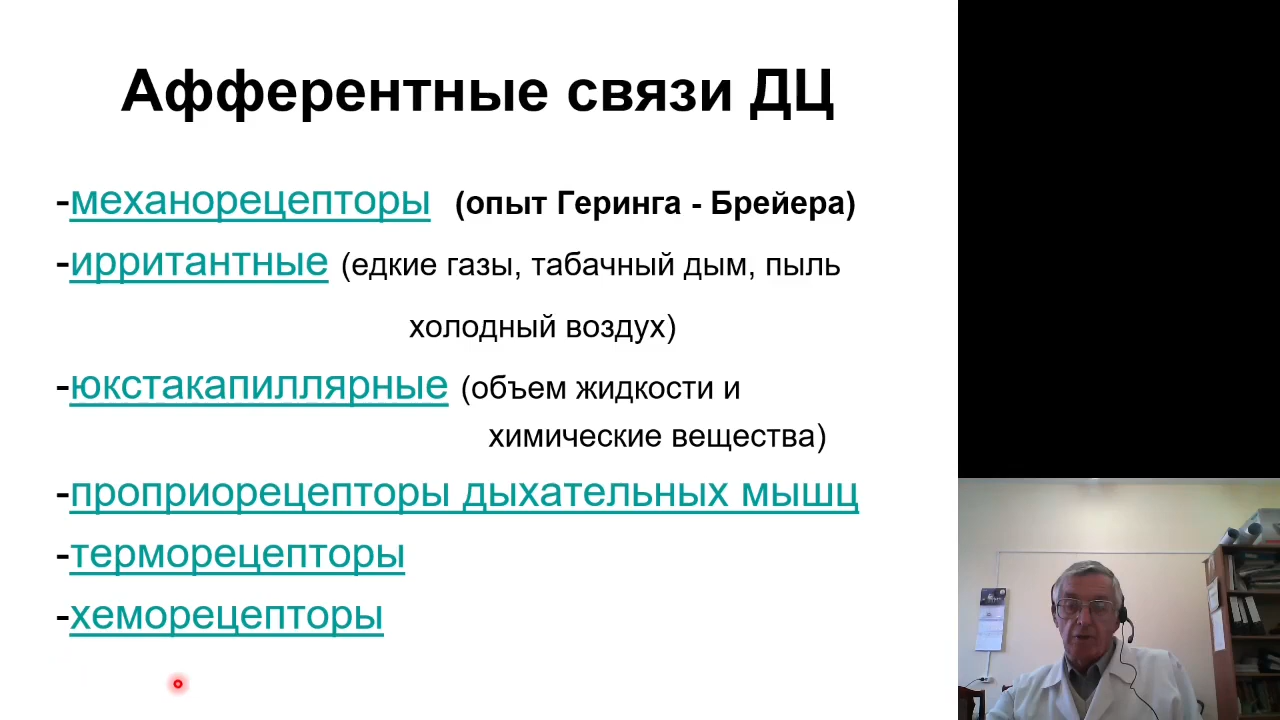 Афферентные связи ДЦ
-механорецепторы (опыт Геринга - Брейера)
-ирритантные (едкие газы, табачный дым, пыль
холодный воздух)
-юкстакапиллярные (объем жидкости и
химические вещества)
-проприорецепторы дыхательных мышц
-терморецепторы
-хеморецепторы